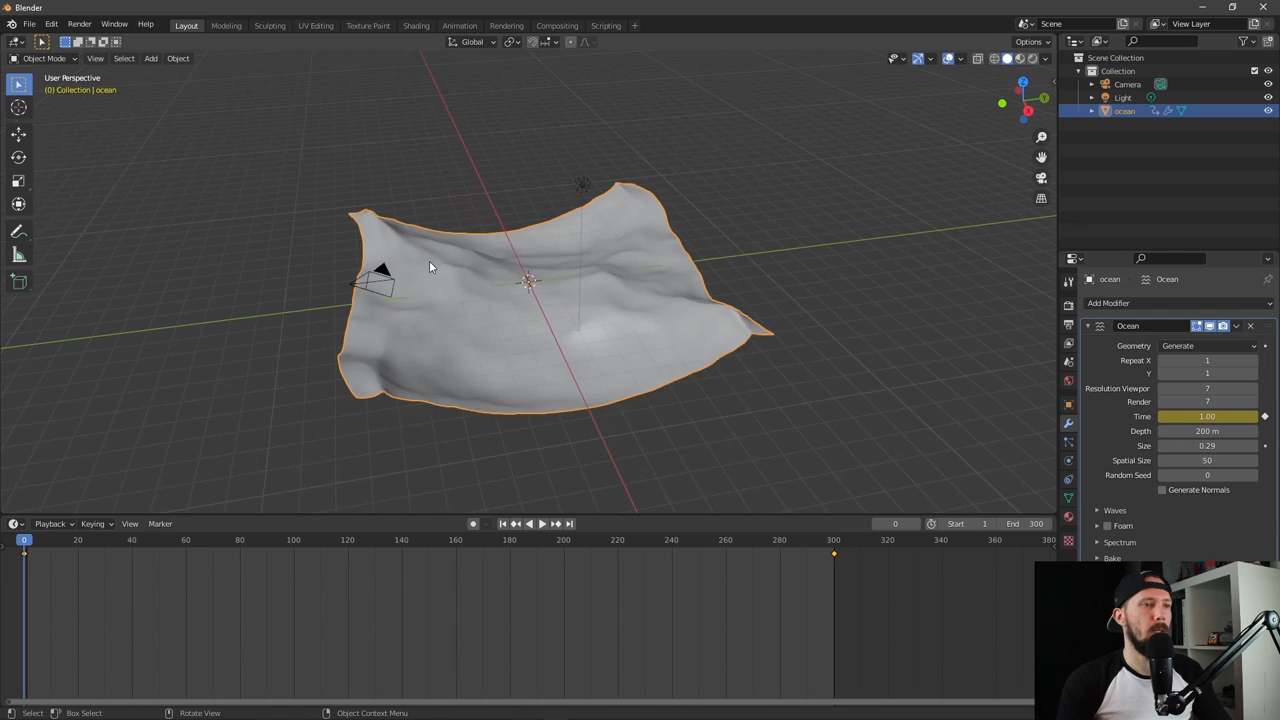 Blender
File Edit Render Window Help Layout Modeling Sculpting UV Editing Texture Paint Shading Animation Rendering Compositing Scripting + Scene View Layer
Global Options
Object Mode View Select Add Object
User Perspective
(0) Collection | ocean
X
Y
Z
Scene Collection
Collection
Camera
Light
ocean
ocean > Ocean
Add Modifier
Ocean
Geometry Generate
Repeat X 1
Y 1
Resolution Viewpor 7
Render 7
Time 1.00
Depth 200 m
Size 0.29
Spatial Size 50
Random Seed 0
Generate Normals
Waves
Foam
Spectrum
Bake
Playback Keying View Marker 0 Start 1 End 300
0 20 40 60 80 100 120 140 160 180 200 220 240 260 280 300 320 340 360 380
Select Box Select Rotate View Object Context Menu